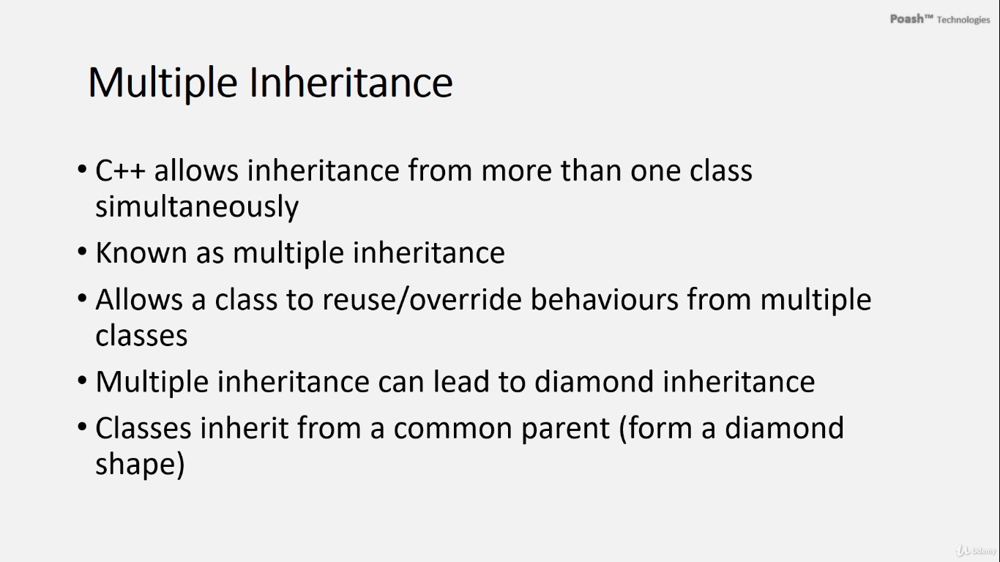 Poash™ Technologies
Multiple Inheritance
• C++ allows inheritance from more than one class
simultaneously
• Known as multiple inheritance
• Allows a class to reuse/override behaviours from multiple
classes
• Multiple inheritance can lead to diamond inheritance
• Classes inherit from a common parent (form a diamond
shape)
Udemy